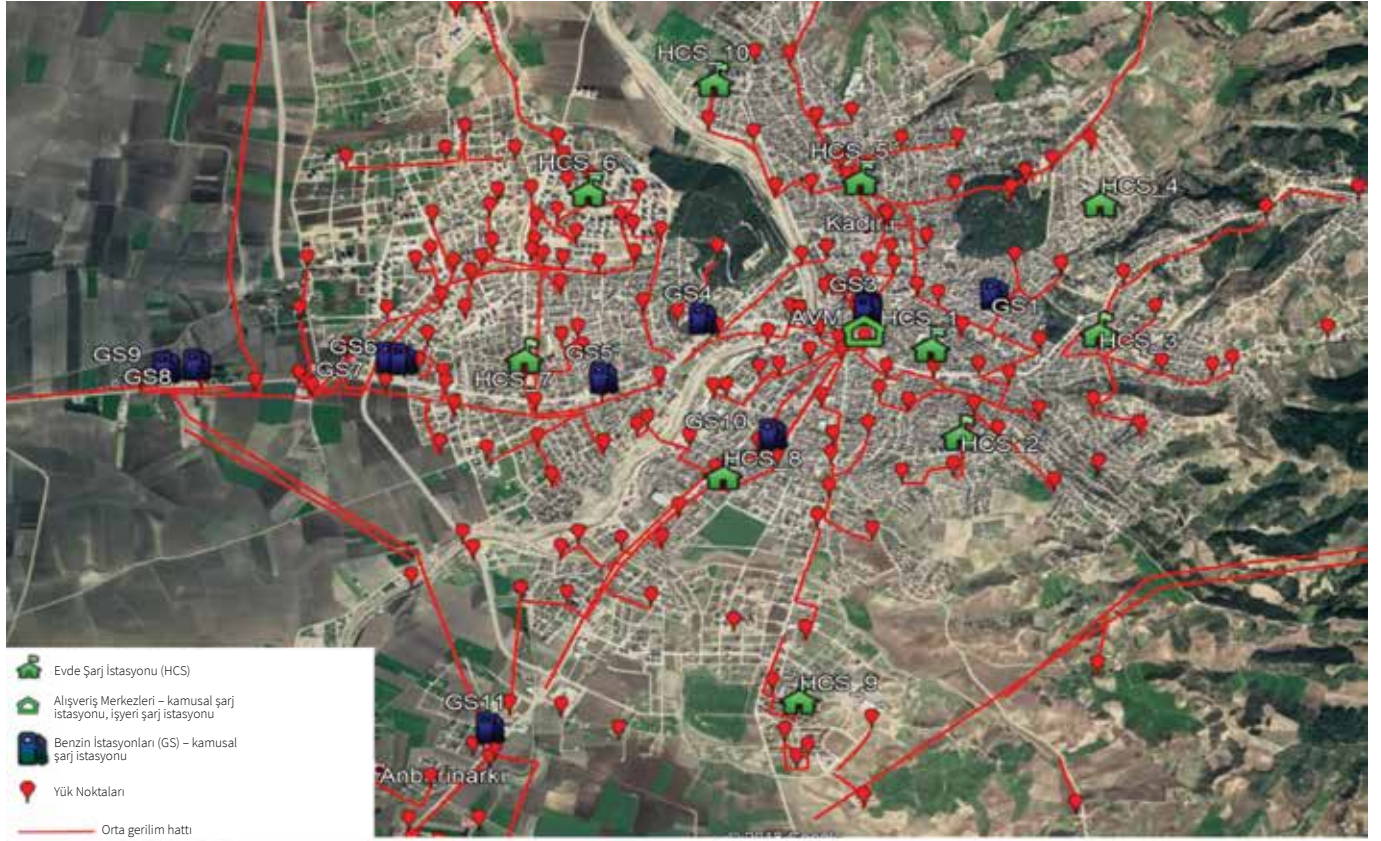 HCS_10
HCS_5
HCS_6
HCS_4
Kadirli
GS4
GS3
GS1
AVM
HCS_1
HCS_3
GS9
GS8
GS6
GS7
GS5
HCS_7
GS10
HCS_2
HCS_8
HCS_9
GS11
Evde Şarj İstasyonu (HCS)
Alışveriş Merkezleri – kamusal şarj
istasyonu, işyeri şarj istasyonu
Benzin İstasyonları (GS) – kamusal
şarj istasyonu
Yük Noktaları
Orta gerilim hattı